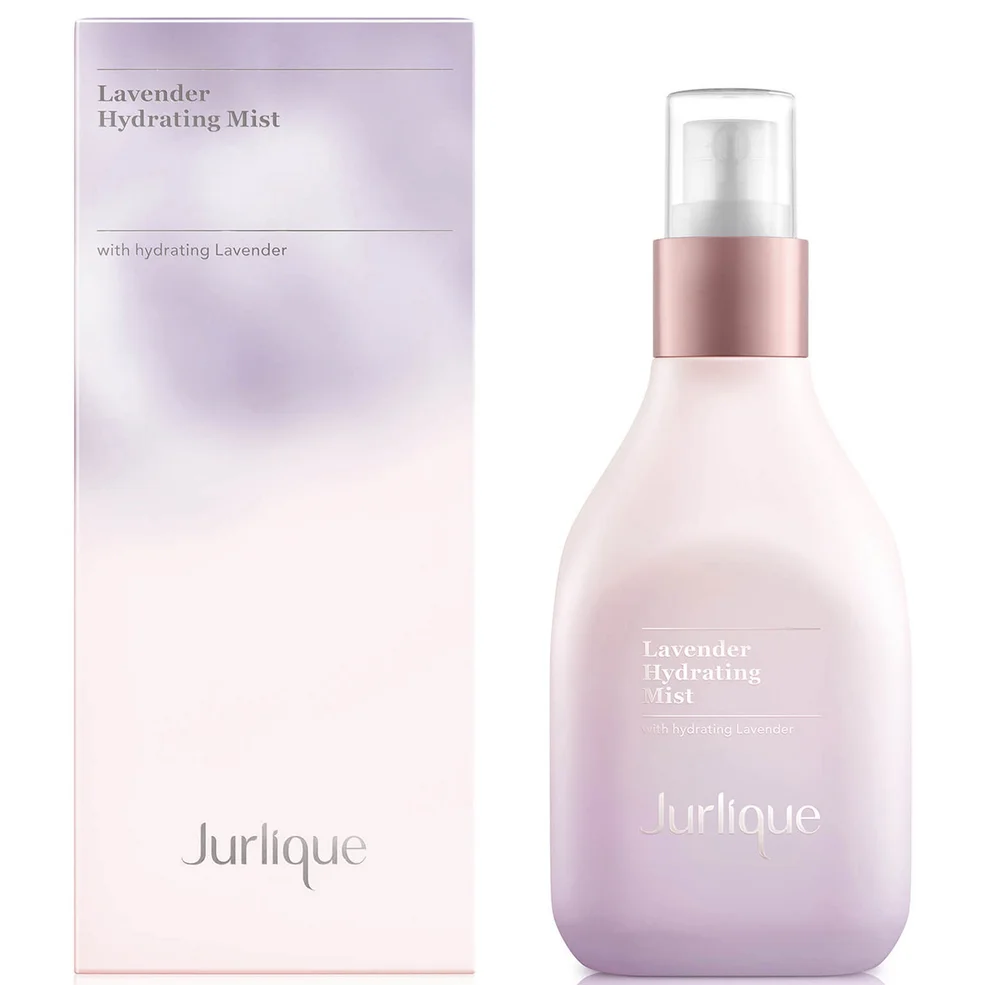 Lavender
Hydrating Mist
with hydrating Lavender
Jurlique
Lavender
Hydrating
Mist
with hydrating Lavender
Jurlique